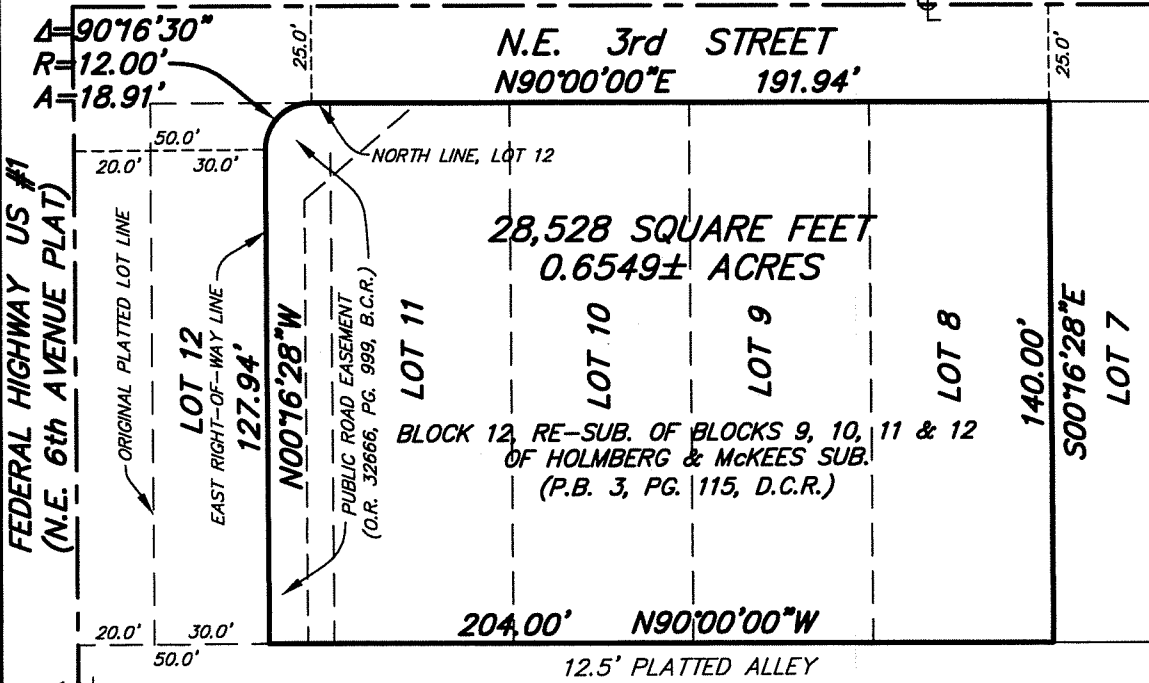 Δ=90°16'30"
R=12.00'
A=18.91'
25.0'
N.E. 3rd STREET
N90°00'00"E 191.94'
25.0'
50.0'
20.0' 30.0'
NORTH LINE, LOT 12
FEDERAL HIGHWAY US #1
(N.E. 6th AVENUE PLAT)
ORIGINAL PLATTED LOT LINE
LOT 12
EAST RIGHT-OF-WAY LINE
127.94'
N00°16'28"W
PUBLIC ROAD EASEMENT
(O.R. 32666, PG. 999, B.C.R.)
28,528 SQUARE FEET
0.6549± ACRES
LOT 11
LOT 10
LOT 9
LOT 8
140.00'
S00°16'28"E
LOT 7
BLOCK 12, RE-SUB. OF BLOCKS 9, 10, 11 & 12
OF HOLMBERG & McKEES SUB.
(P.B. 3, PG. 115, D.C.R.)
204.00' N90°00'00"W
20.0' 30.0'
50.0'
12.5' PLATTED ALLEY